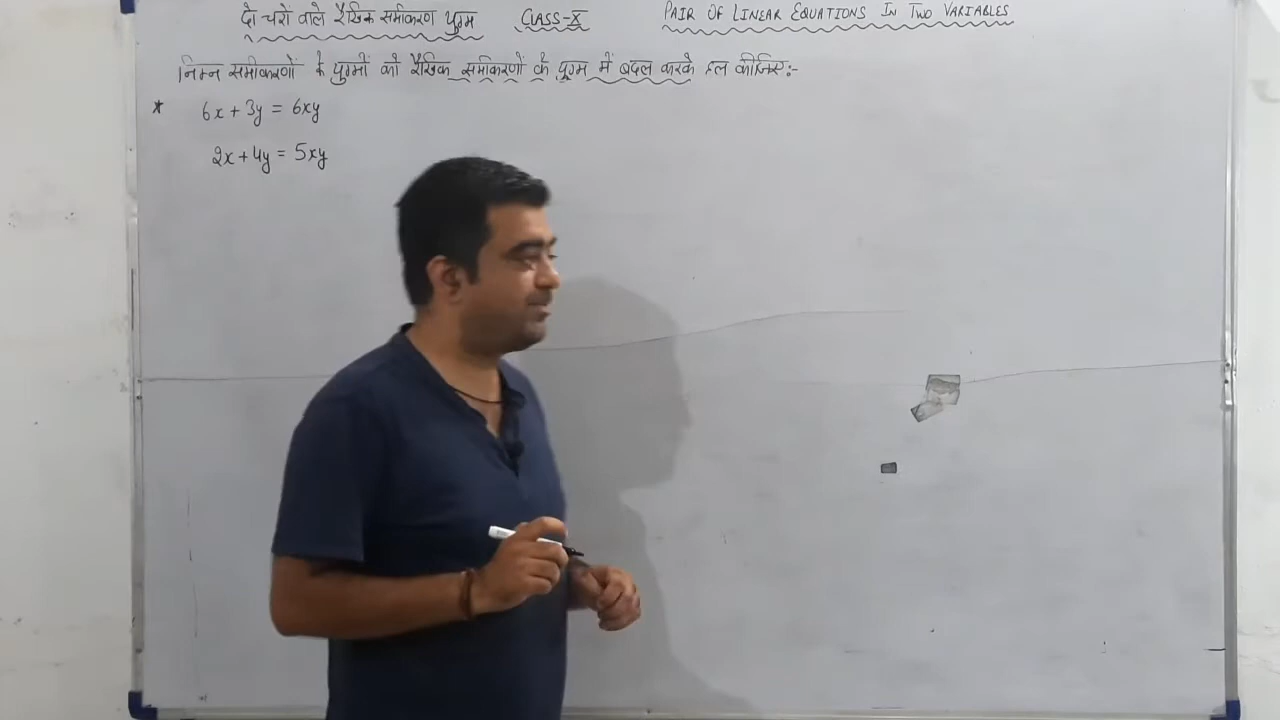 दो चरों वाले रैखिक समीकरण युग्म CLASS-X PAIR OF LINEAR EQUATIONS IN TWO VARIABLES
निम्न समीकरणों के युग्मों को रैखिक समीकरणों के युग्म में बदल करके हल कीजिए:-
* 6x + 3y = 6xy
2x + 4y = 5xy